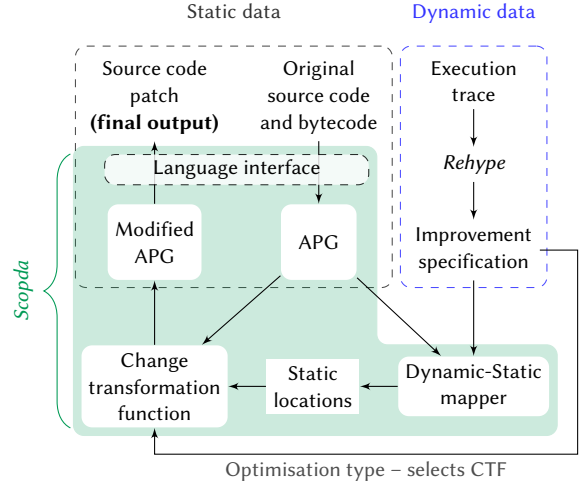 Static data
Dynamic data
Source code
patch
(final output)
Original
source code
and bytecode
Execution
trace
Language interface
Rehype
Modified
APG
APG
Improvement
specification
Scopda
Change
transformation
function
Static
locations
Dynamic-Static
mapper
Optimisation type – selects CTF